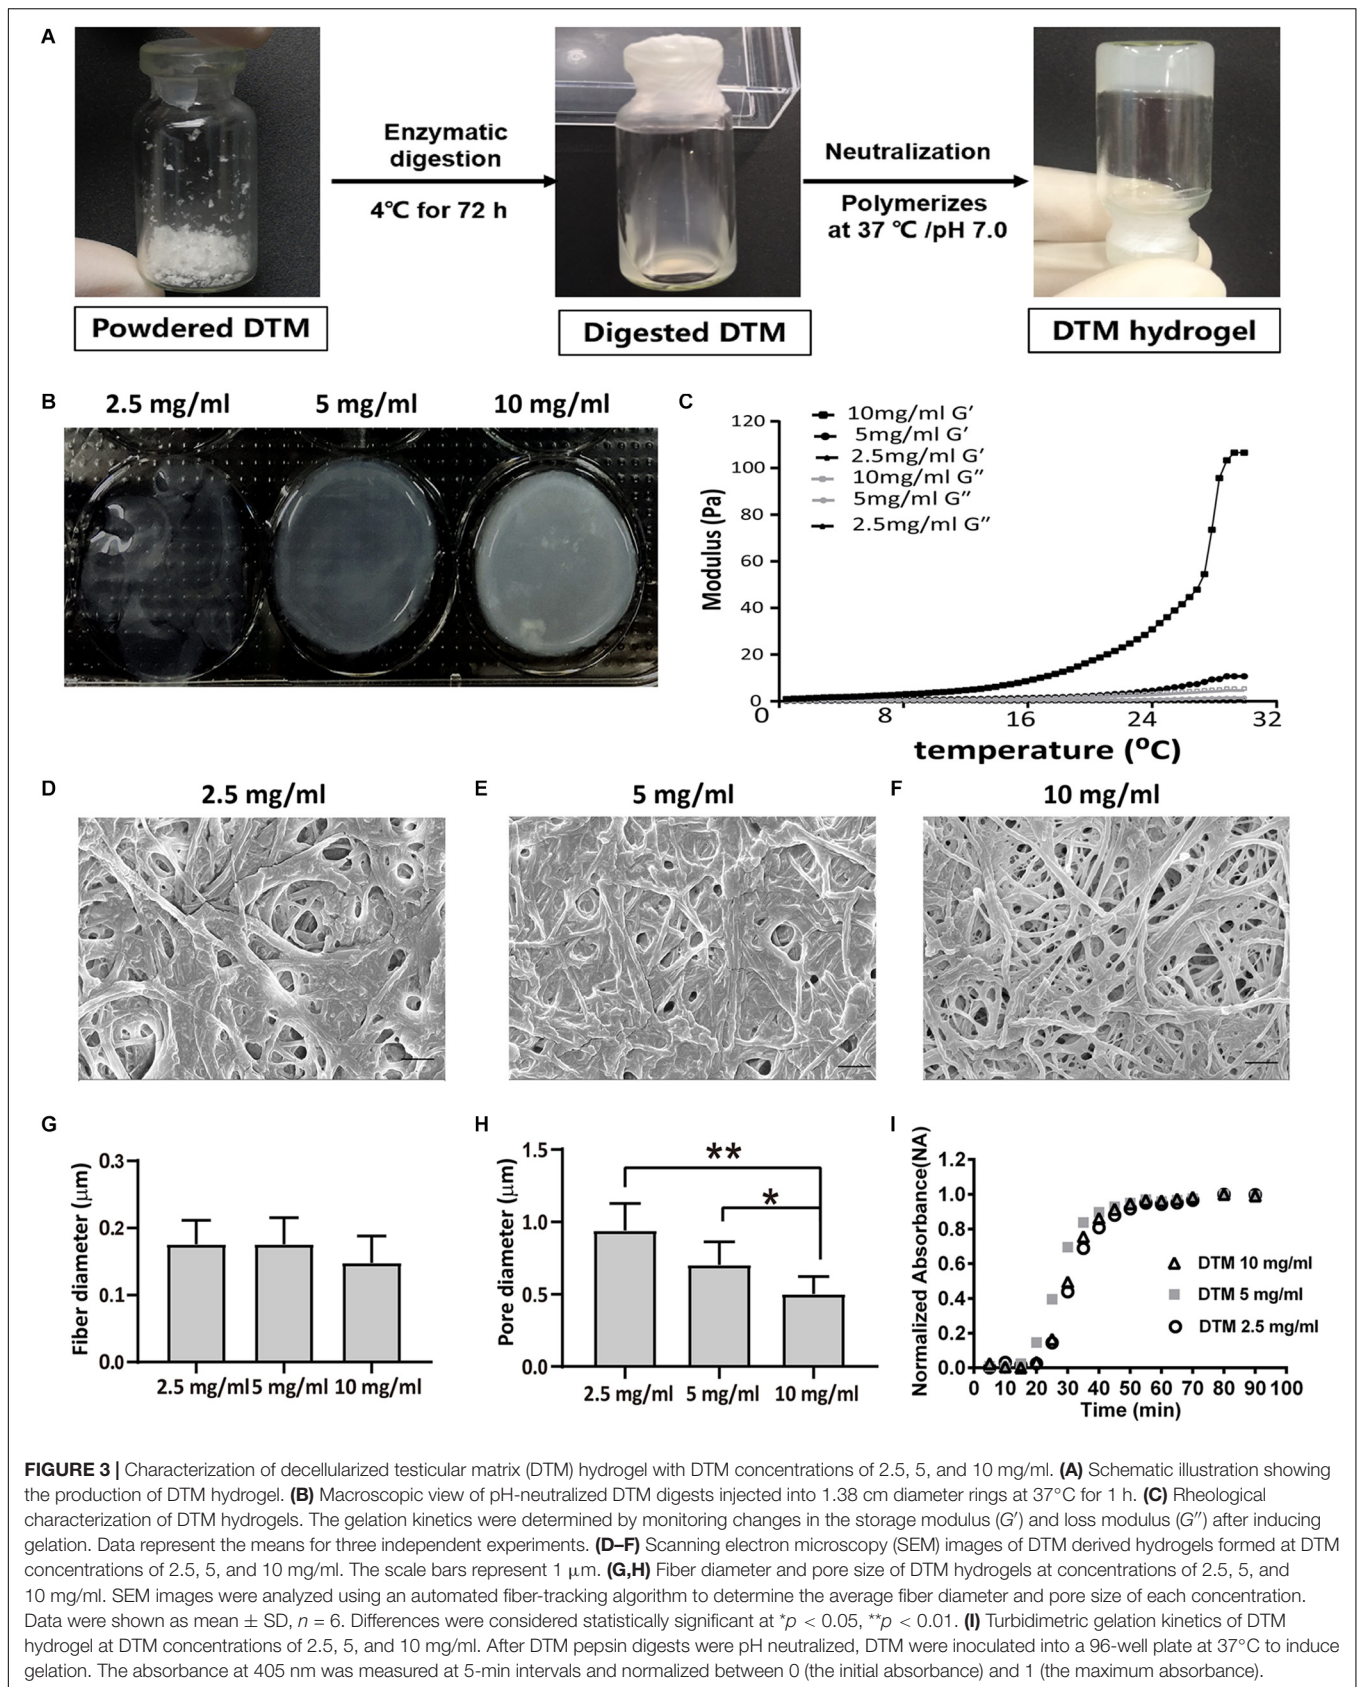 A
Enzymatic
digestion
4℃ for 72 h
Neutralization
Polymerizes
at 37 ℃ /pH 7.0
Powdered DTM
Digested DTM
DTM hydrogel
B
2.5 mg/ml
5 mg/ml
10 mg/ml
C
10mg/ml G′
5mg/ml G′
2.5mg/ml G′
10mg/ml G″
5mg/ml G″
2.5mg/ml G″
Modulus (Pa)
120
100
80
60
40
20
0
0 8 16 24 32
temperature (⁰C)
D
2.5 mg/ml
E
5 mg/ml
F
10 mg/ml
G
Fiber diameter (μm)
0.3
0.2
0.1
0.0
2.5 mg/ml 5 mg/ml 10 mg/ml
H
Pore diameter (μm)
1.5
1.0
0.5
0.0
**
*
2.5 mg/ml 5 mg/ml 10 mg/ml
I
Normalized Absorbance(NA)
1.2
1.0
0.8
0.6
0.4
0.2
0.0
DTM 10 mg/ml
DTM 5 mg/ml
DTM 2.5 mg/ml
0 10 20 30 40 50 60 70 80 90 100
Time (min)
FIGURE 3 | Characterization of decellularized testicular matrix (DTM) hydrogel with DTM concentrations of 2.5, 5, and 10 mg/ml. (A) Schematic illustration showing
the production of DTM hydrogel. (B) Macroscopic view of pH-neutralized DTM digests injected into 1.38 cm diameter rings at 37°C for 1 h. (C) Rheological
characterization of DTM hydrogels. The gelation kinetics were determined by monitoring changes in the storage modulus (G′) and loss modulus (G″) after inducing
gelation. Data represent the means for three independent experiments. (D–F) Scanning electron microscopy (SEM) images of DTM derived hydrogels formed at DTM
concentrations of 2.5, 5, and 10 mg/ml. The scale bars represent 1 μm. (G,H) Fiber diameter and pore size of DTM hydrogels at concentrations of 2.5, 5, and
10 mg/ml. SEM images were analyzed using an automated fiber-tracking algorithm to determine the average fiber diameter and pore size of each concentration.
Data were shown as mean ± SD, n = 6. Differences were considered statistically significant at *p < 0.05, **p < 0.01. (I) Turbidimetric gelation kinetics of DTM
hydrogel at DTM concentrations of 2.5, 5, and 10 mg/ml. After DTM pepsin digests were pH neutralized, DTM were inoculated into a 96-well plate at 37°C to induce
gelation. The absorbance at 405 nm was measured at 5-min intervals and normalized between 0 (the initial absorbance) and 1 (the maximum absorbance).